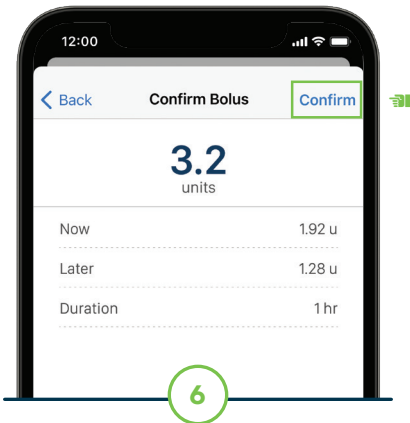 12:00
Back Confirm Bolus Confirm
3.2
units
Now 1.92 u
Later 1.28 u
Duration 1 hr
6